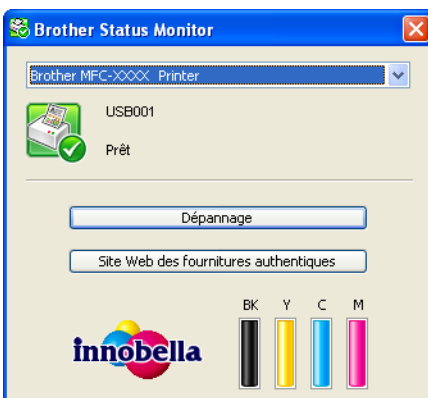 Brother Status Monitor
Brother MFC-XXXX Printer
USB001
Prêt
Dépannage
Site Web des fournitures authentiques
BK Y C M
innobella